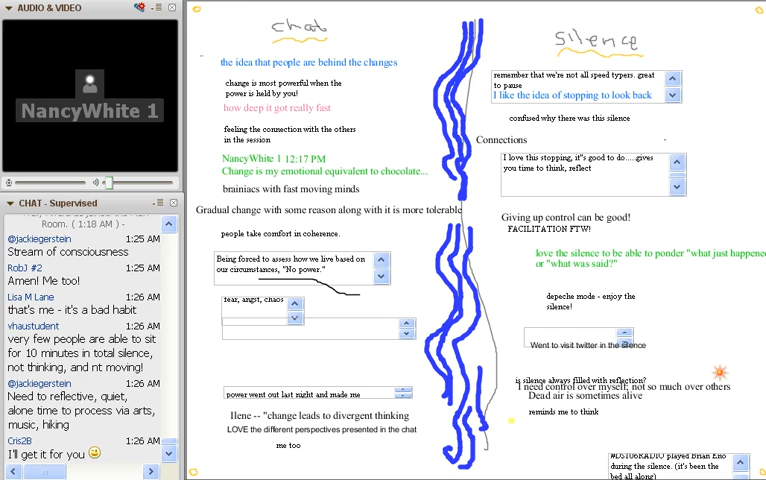 AUDIO & VIDEO
NancyWhite 1
CHAT - Supervised
Room. ( 1:18 AM ) -
@jackiegerstein 1:25 AM
Stream of consciousness
RobJ #2 1:25 AM
Amen! Me too!
Lisa M Lane 1:26 AM
that's me - it's a bad habit
vhaustudent 1:26 AM
very few people are able to sit
for 10 minutes in total silence,
not thinking, and nt moving!
@jackiegerstein 1:26 AM
Need to reflective, quiet,
alone time to process via arts,
music, hiking
Cris2B 1:26 AM
I'll get it for you
chat
the idea that people are behind the changes
change is most powerful when the
power is held by you!
how deep it got really fast
feeling the connection with the others
in the session
NancyWhite 1 12:17 PM
Change is my emotional equivalent to chocolate...
brainiacs with fast moving minds
Gradual change with some reason along with it is more tolerable
people take comfort in coherence.
Being forced to assess how we live based on
our circumstances, "No power."
fear, angst, chaos
power went out last night and made me
Ilene -- "change leads to divergent thinking
LOVE the different perspectives presented in the chat
me too
silence
remember that we're not all speed typers. great
to pause
I like the idea of stopping to look back
confused why there was this silence
Connections
I love this stopping, it"s good to do.....gives
you time to think, reflect
Giving up control can be good!
FACILITATION FTW!
love the silence to be able to ponder "what just happene
or "what was said?"
depeche mode - enjoy the
silence!
Went to visit twitter in the silence
is silence always filled with reflection?
I need control over myself; not so much over others
Dead air is sometimes alive
reminds me to think
#DS106RADIO played Brian Eno
during the silence. (it's been the
bed all along)